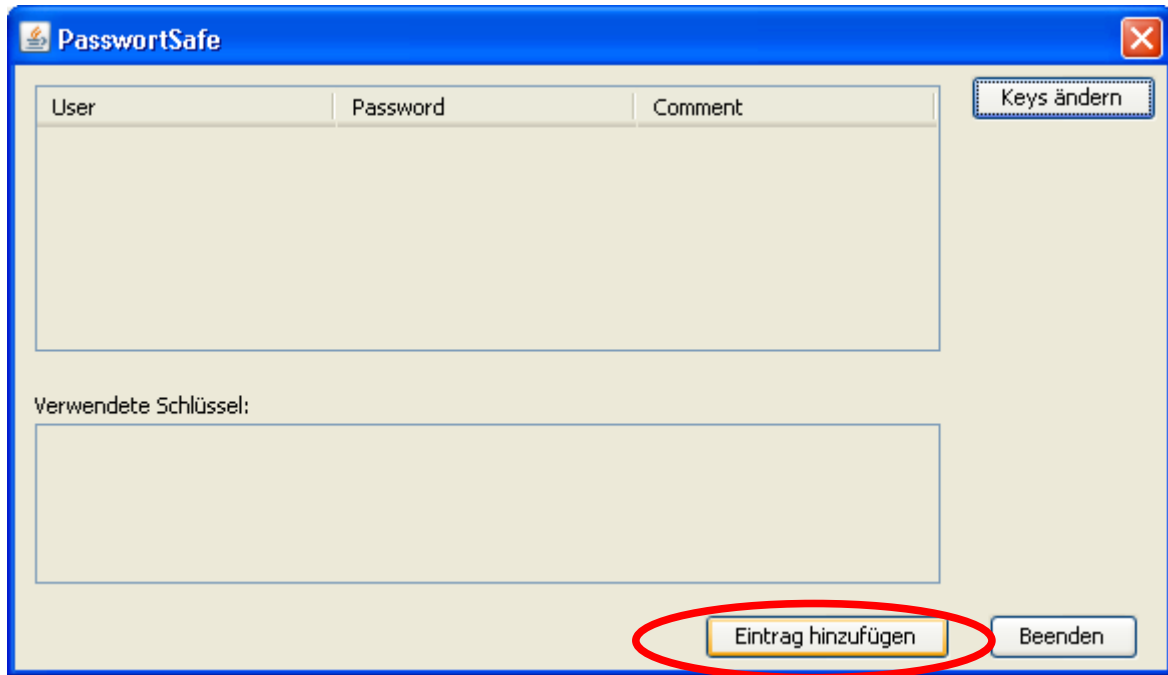 PasswortSafe
User Password Comment
Keys ändern
Verwendete Schlüssel:
Eintrag hinzufügen
Beenden